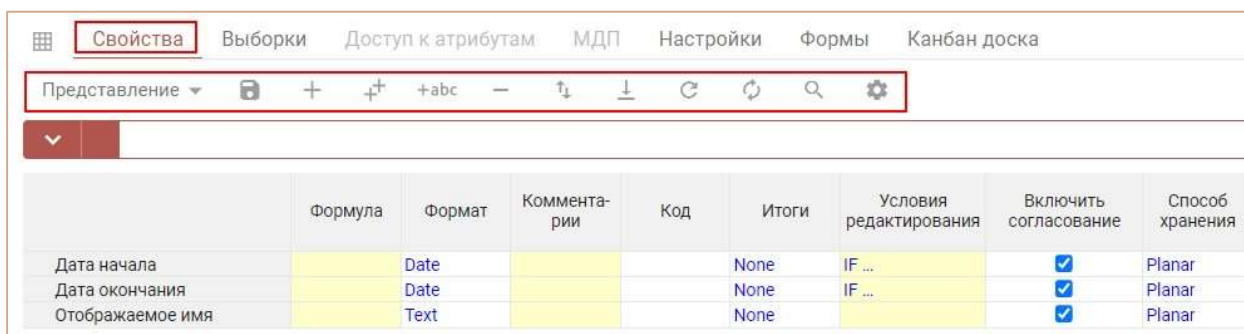 Свойства Выборки Доступ к атрибутам МДП Настройки Формы Канбан доска
Представление +abc
Формула Формат Коммента-рии Код Итоги Условия редактирования Включить согласование Способ хранения
Дата начала Date None IF ... Planar
Дата окончания Date None IF ... Planar
Отображаемое имя Text None Planar